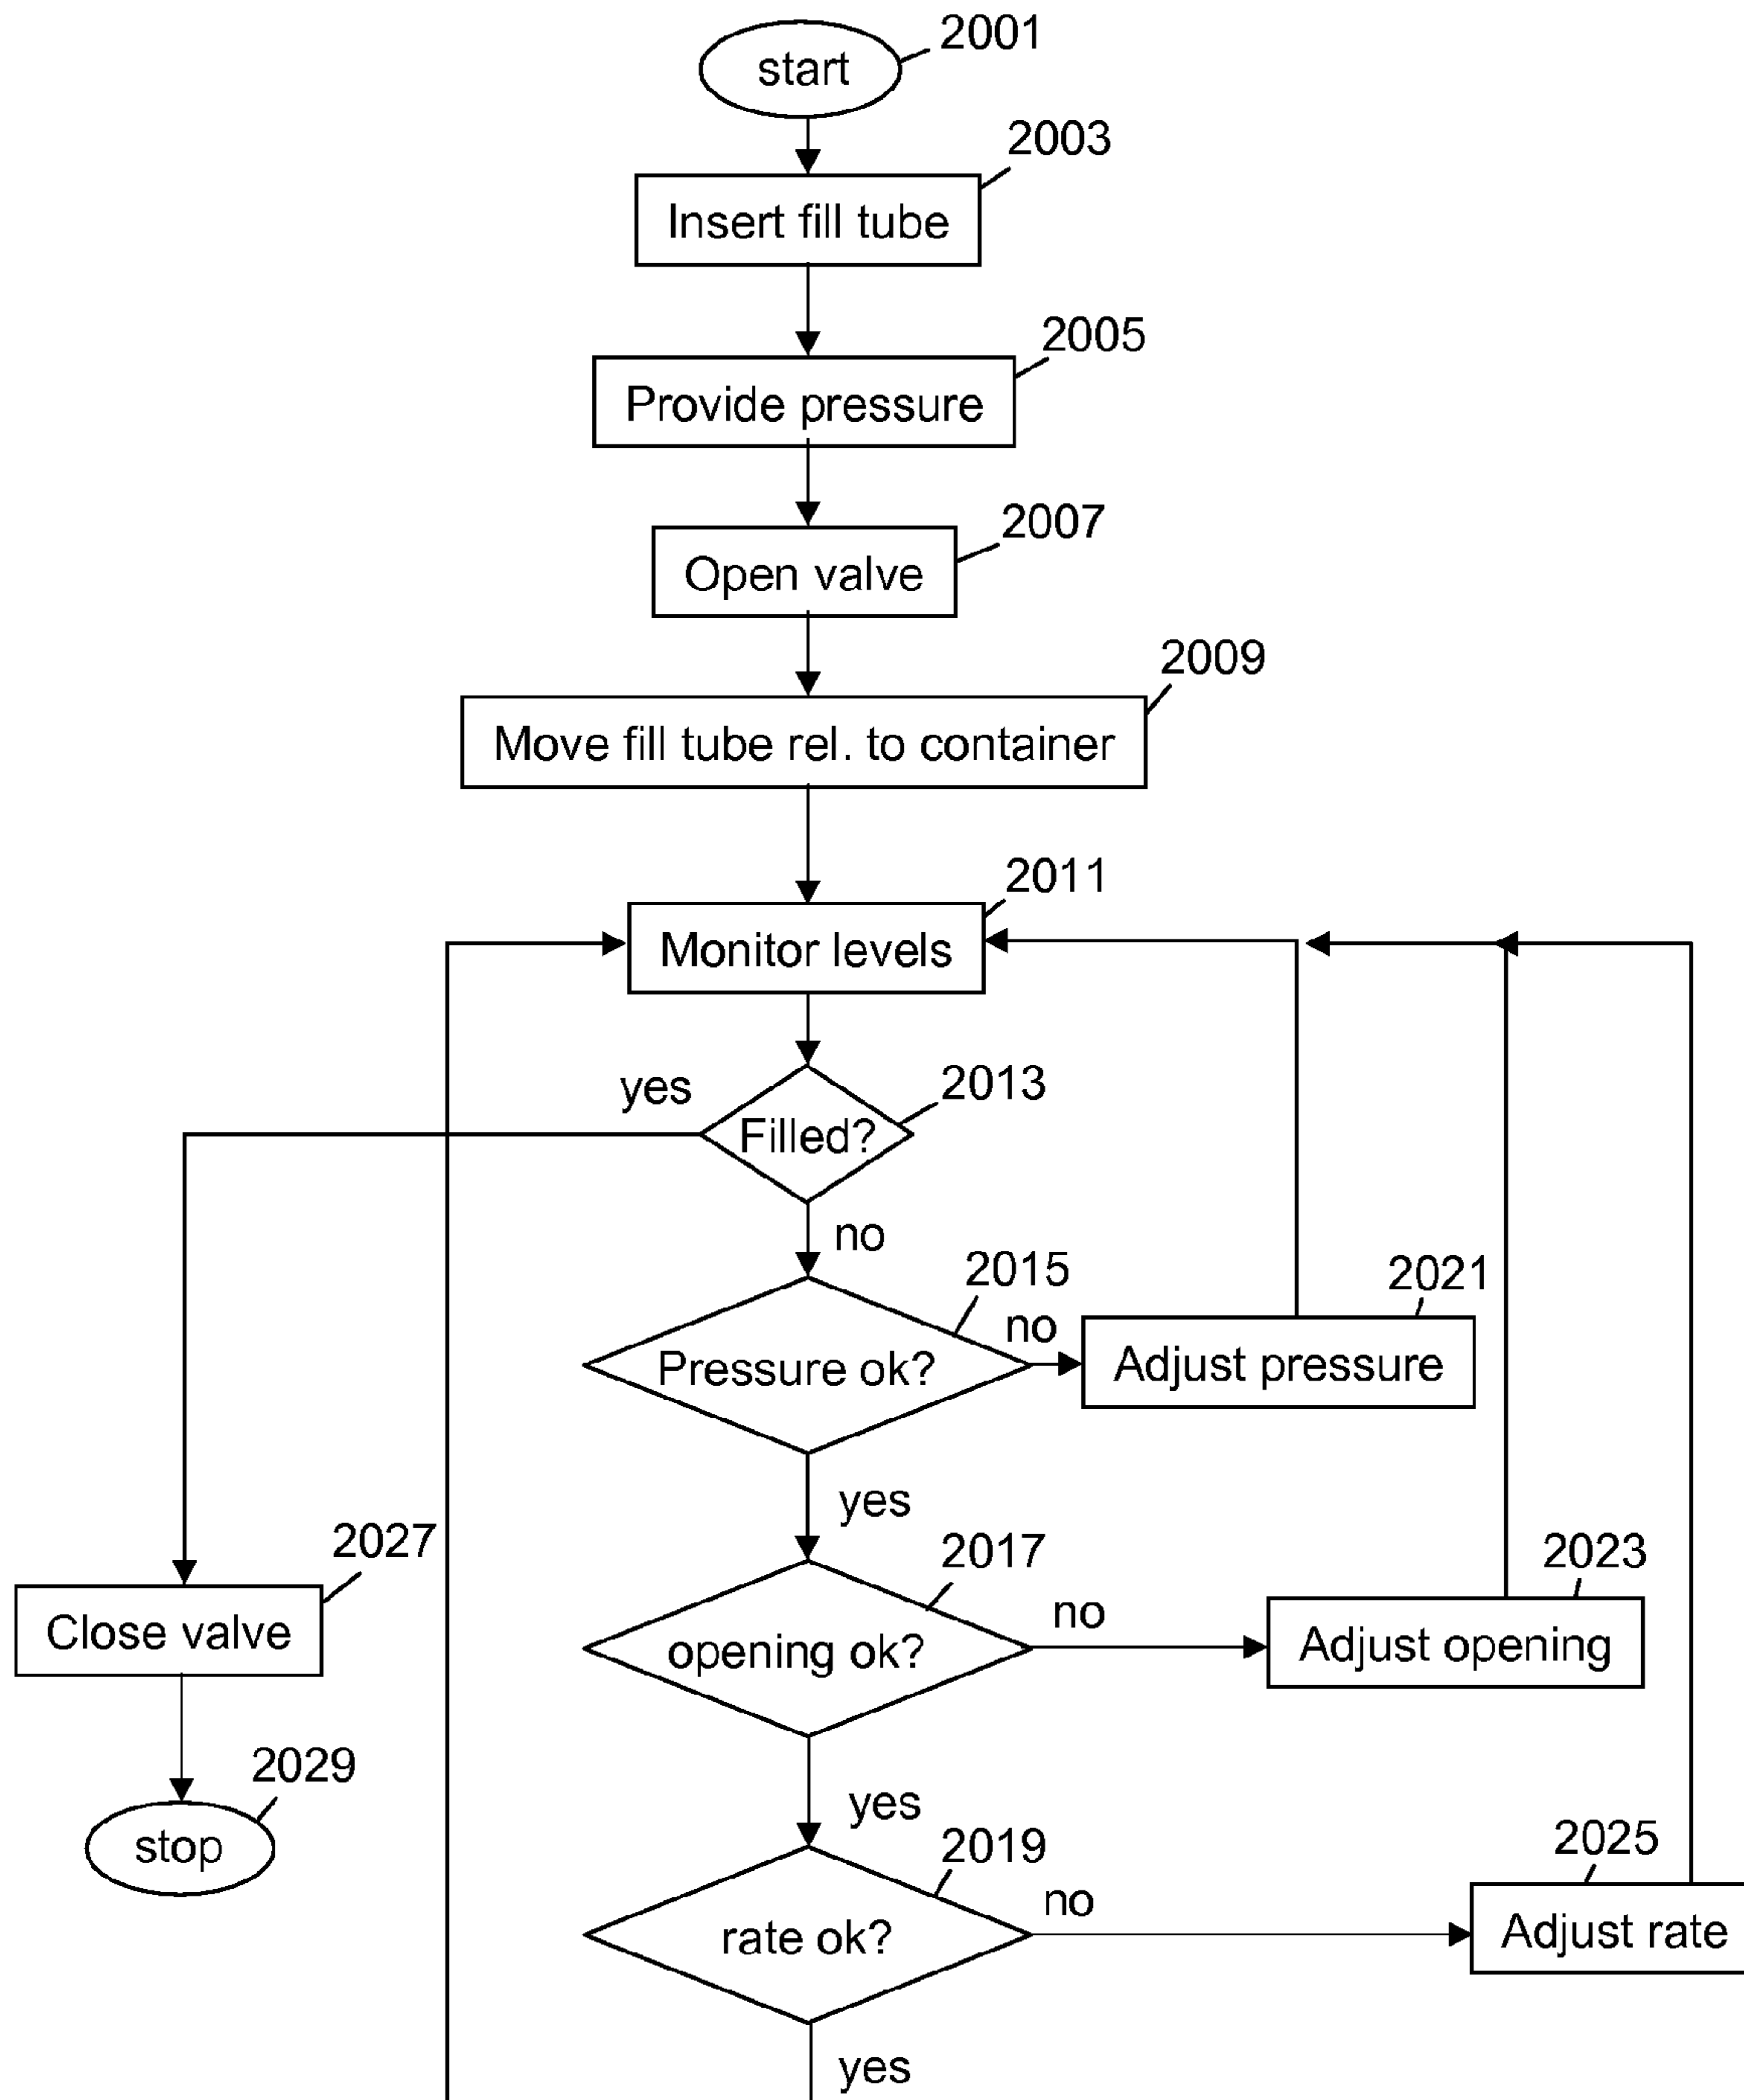 start
2001
2003
Insert fill tube
2005
Provide pressure
2007
Open valve
2009
Move fill tube rel. to container
2011
Monitor levels
yes
2013
Filled?
no
2015
2021
no
Pressure ok?
Adjust pressure
yes
2027
2017
2023
Close valve
no
opening ok?
Adjust opening
2029
yes
stop
2019
2025
no
rate ok?
Adjust rate
yes